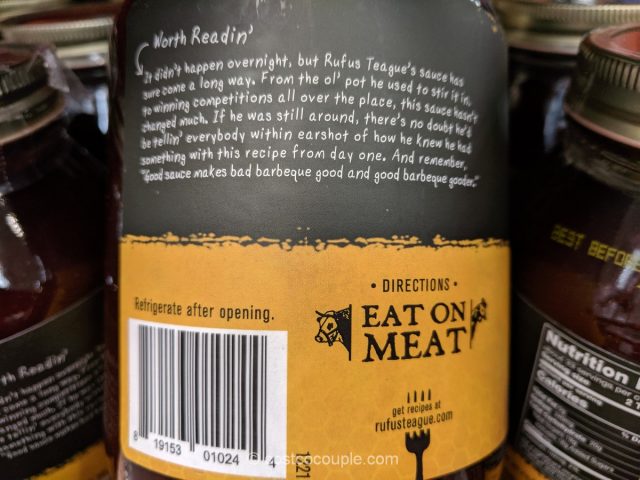 Worth Readin'
It didn't happen overnight, but Rufus Teague's sauce has
sure come a long way. From the ol' pot he used to stir it in,
to winning competitions all over the place, this sauce hasn't
changed much. If he was still around, there's no doubt he'd
be tellin' everybody within earshot of how he knew he had
something with this recipe from day one. And remember,
"Good sauce makes bad barbeque good and good barbeque gooder."
Refrigerate after opening.
8 19153 01024 4
1221
• DIRECTIONS •
EAT ON
MEAT
get recipes at
rufusteague.com
© costcocouple.com
BEST BEFORE
Nutrition
Calories
th Readin'